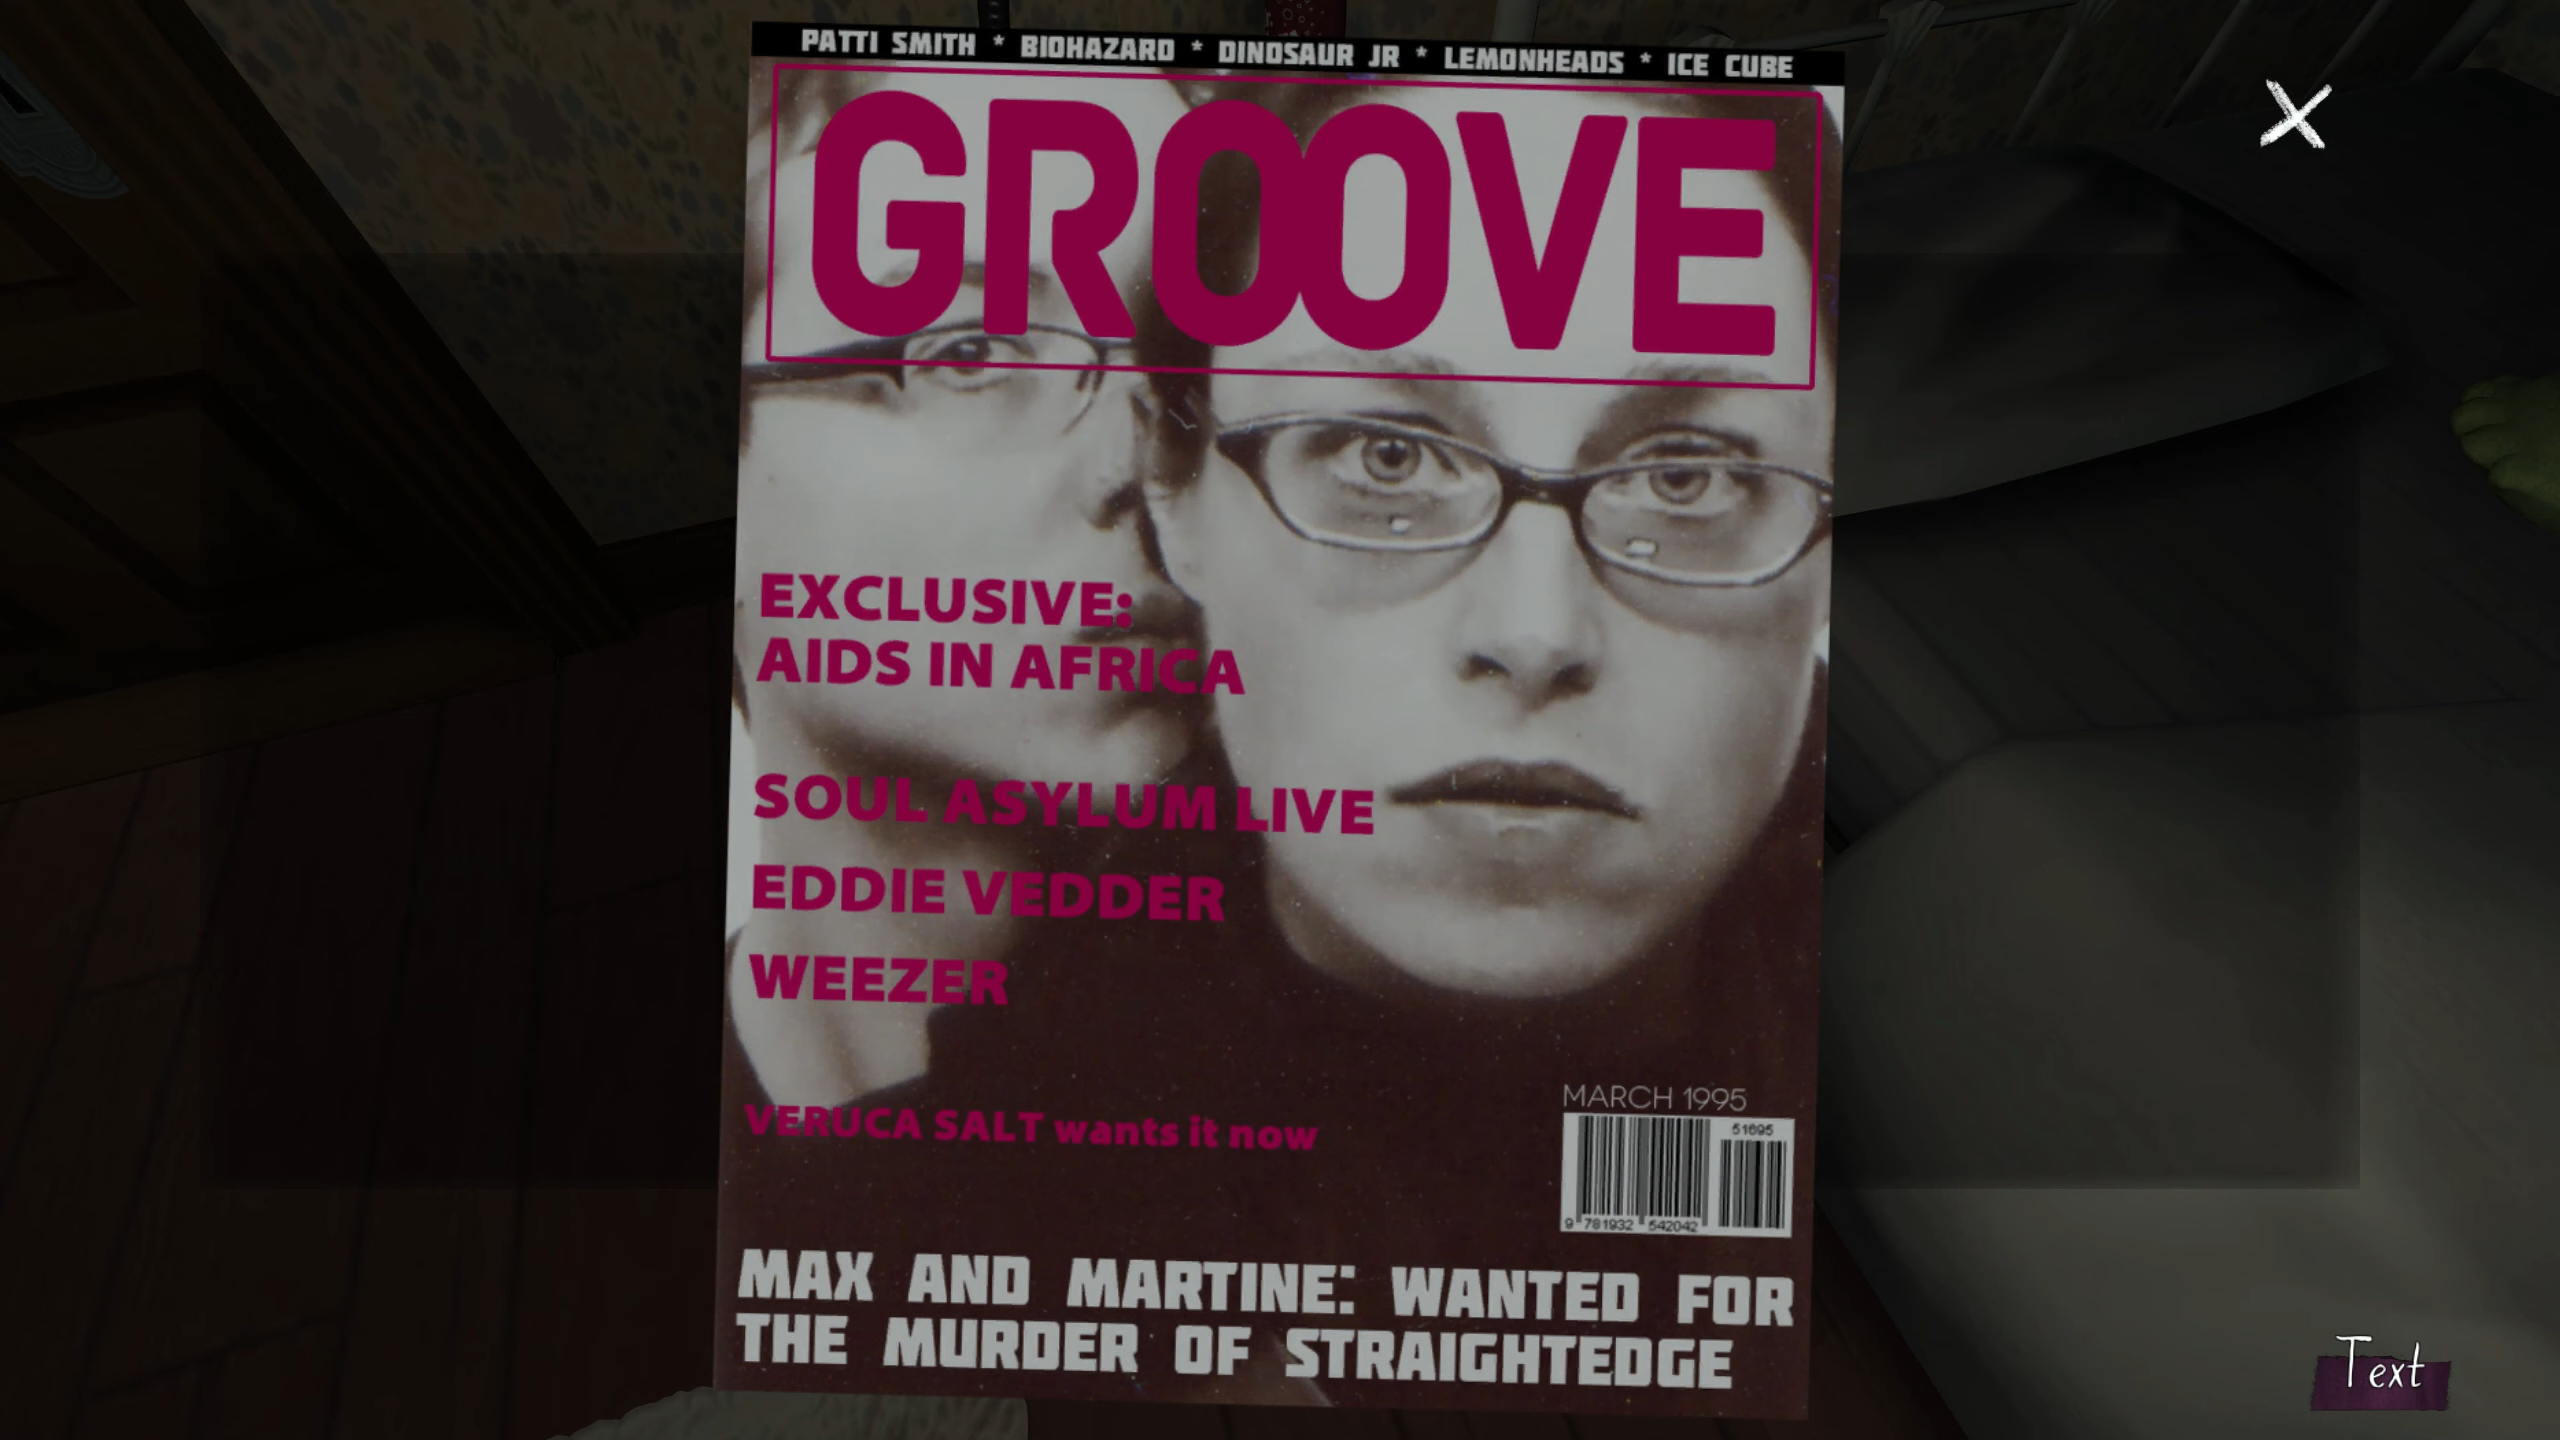 PATTI SMITH * BIOHAZARD * DINOSAUR JR * LEMONHEADS * ICE CUBE
GROOVE
EXCLUSIVE:
AIDS IN AFRICA
SOUL ASYLUM LIVE
EDDIE VEDDER
WEEZER
VERUCA SALT wants it now
MARCH 1995
51695
9 781932 542042
MAX AND MARTINE: WANTED FOR
THE MURDER OF STRAIGHTEDGE
Text